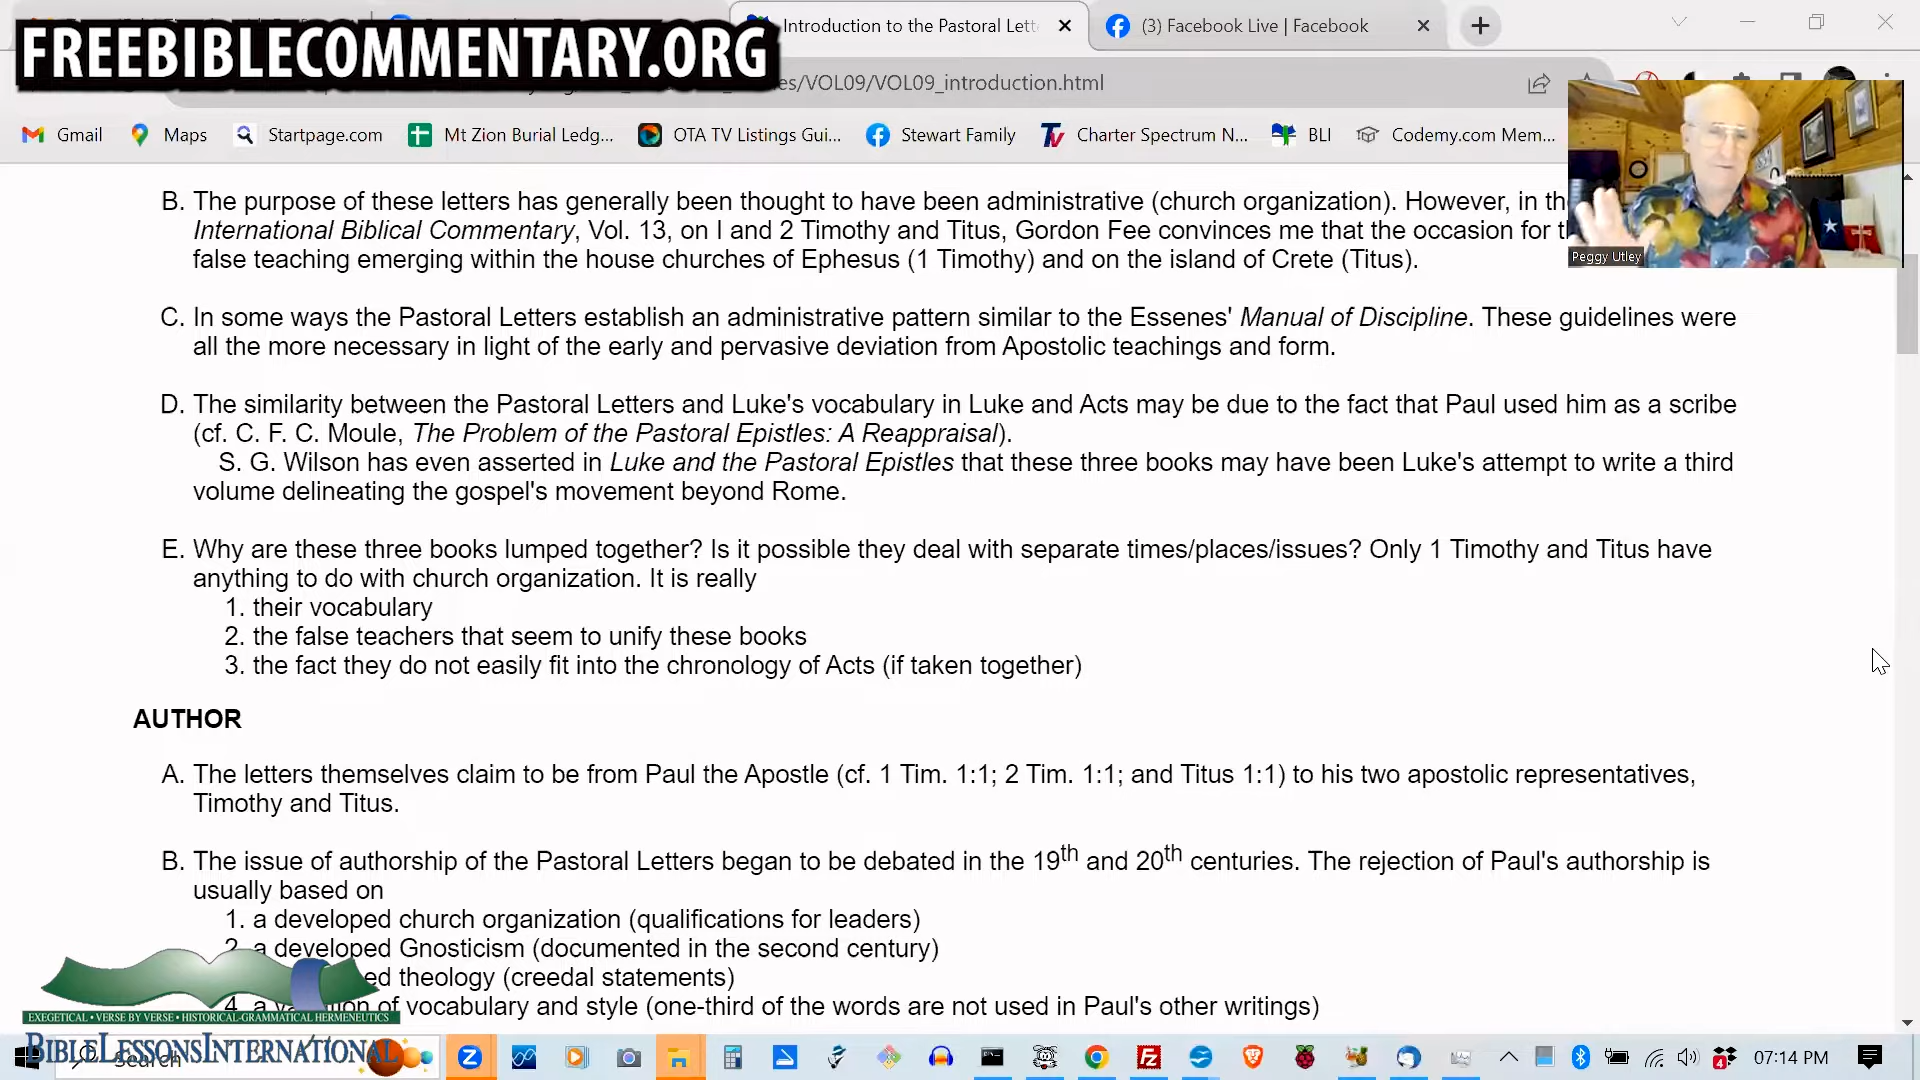 Introduction to the Pastoral Lett
(3) Facebook Live | Facebook
FREEBIBLECOMMENTARY.ORG
es/VOL09/VOL09_introduction.html
Gmail
Maps
Startpage.com
Mt Zion Burial Ledg...
OTA TV Listings Gui...
Stewart Family
Charter Spectrum N...
BLI
Codemy.com Mem...
Peggy Utley
B. The purpose of these letters has generally been thought to have been administrative (church organization). However, in the
International Biblical Commentary, Vol. 13, on I and 2 Timothy and Titus, Gordon Fee convinces me that the occasion for
false teaching emerging within the house churches of Ephesus (1 Timothy) and on the island of Crete (Titus).
C. In some ways the Pastoral Letters establish an administrative pattern similar to the Essenes' Manual of Discipline. These guidelines were
all the more necessary in light of the early and pervasive deviation from Apostolic teachings and form.
D. The similarity between the Pastoral Letters and Luke's vocabulary in Luke and Acts may be due to the fact that Paul used him as a scribe
(cf. C. F. C. Moule, The Problem of the Pastoral Epistles: A Reappraisal).
S. G. Wilson has even asserted in Luke and the Pastoral Epistles that these three books may have been Luke's attempt to write a third
volume delineating the gospel's movement beyond Rome.
E. Why are these three books lumped together? Is it possible they deal with separate times/places/issues? Only 1 Timothy and Titus have
anything to do with church organization. It is really
1. their vocabulary
2. the false teachers that seem to unify these books
3. the fact they do not easily fit into the chronology of Acts (if taken together)
AUTHOR
A. The letters themselves claim to be from Paul the Apostle (cf. 1 Tim. 1:1; 2 Tim. 1:1; and Titus 1:1) to his two apostolic representatives,
Timothy and Titus.
B. The issue of authorship of the Pastoral Letters began to be debated in the 19th and 20th centuries. The rejection of Paul's authorship is
usually based on
1. a developed church organization (qualifications for leaders)
2. a developed Gnosticism (documented in the second century)
ed theology (creedal statements)
4. a of vocabulary and style (one-third of the words are not used in Paul's other writings)
EXEGETICAL • VERSE BY VERSE • HISTORICAL-GRAMMATICAL HERMENEUTICS
BIBLELESSONSINTERNATIONAL
Search
07:14 PM